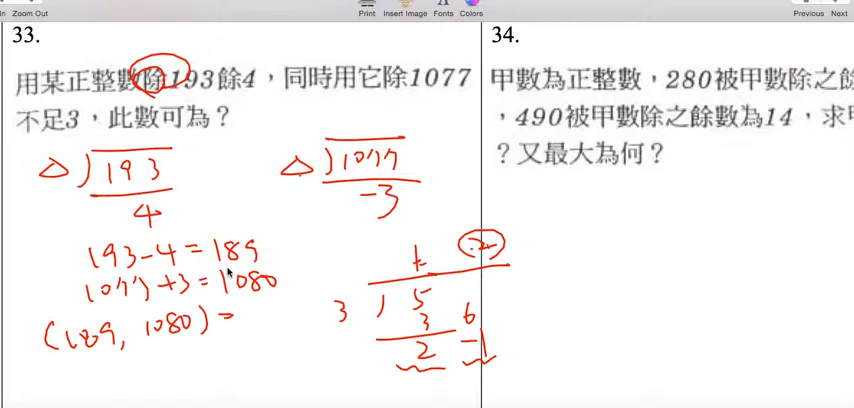 In Zoom Out Print Insert Image Fonts Colors Previous Next
33.
用某正整數除193餘4，同時用它除1077
不足3，此數可為？
193
4
1077
-3
193-4=189
1077+3=1080
(189, 1080)=
3 5
3 6
2 -1
34.
甲數為正整數，280被甲數除之餘
，490被甲數除之餘數為14，求甲
？又最大為何？